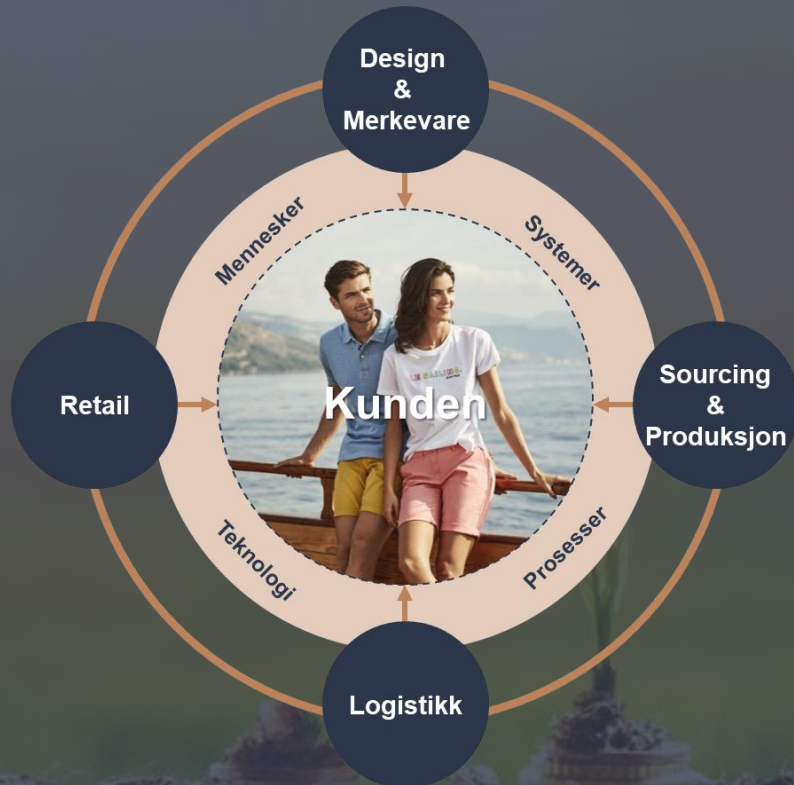 Design
&
Merkevare
Mennesker
Systemer
Retail
Kunden
Sourcing
&
Produksjon
Teknologi
Prosesser
Logistikk